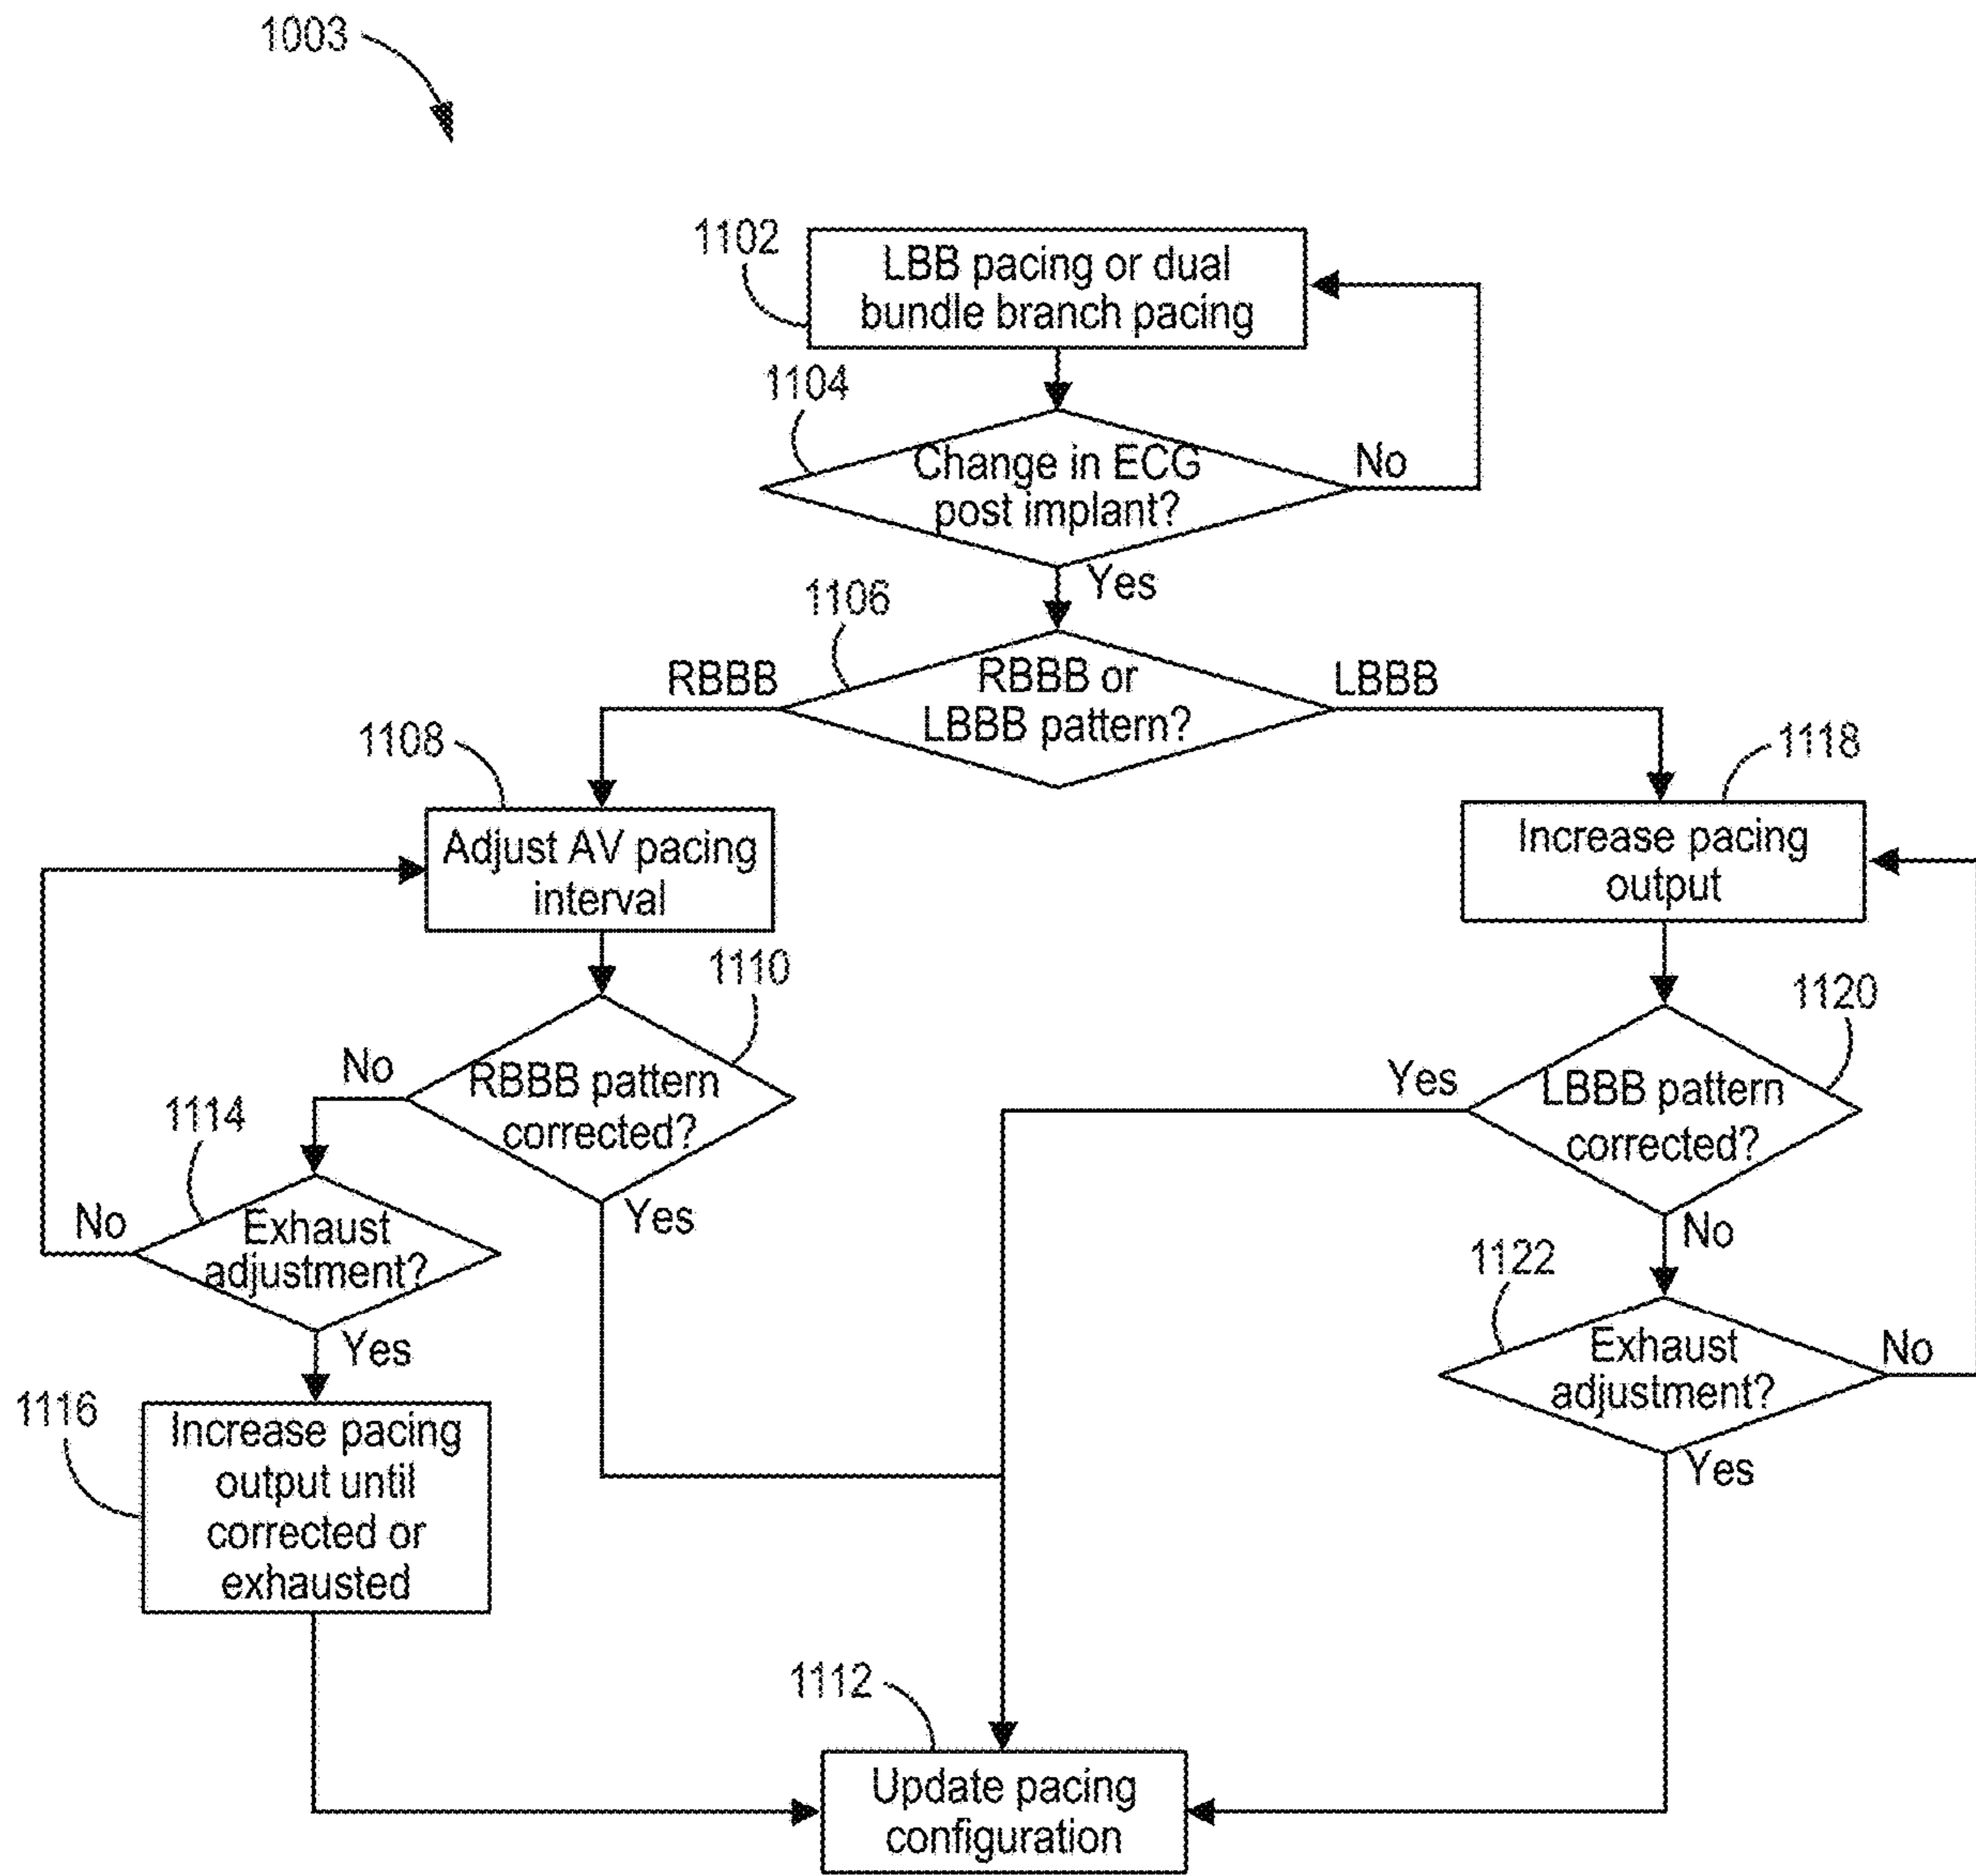 1003
1102
LBB pacing or dual
bundle branch pacing
1104
Change in ECG
post implant?
No
Yes
1106
RBBB
RBBB or
LBBB pattern?
LBBB
1108
1118
Adjust AV pacing
interval
Increase pacing
output
1110
1120
No
RBBB pattern
corrected?
Yes
LBBB pattern
corrected?
1114
No
Exhaust
adjustment?
Yes
No
1122
Yes
Exhaust
adjustment?
No
1116
Increase pacing
output until
corrected or
exhausted
Yes
1112
Update pacing
configuration